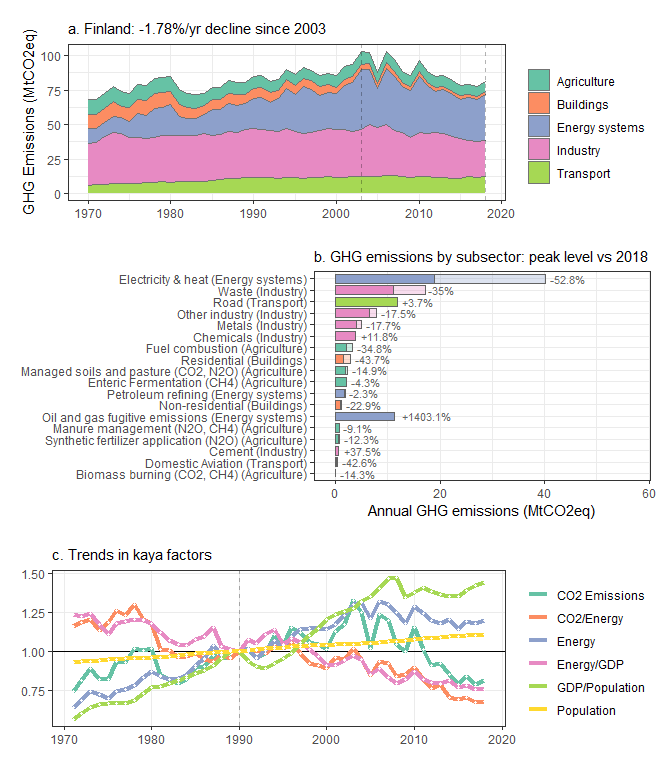 a. Finland: -1.78%/yr decline since 2003
GHG Emissions (MtCO2eq)
100
75
50
25
0
1970
1980
1990
2000
2010
2020
Agriculture
Buildings
Energy systems
Industry
Transport
b. GHG emissions by subsector: peak level vs 2018
Electricity & heat (Energy systems) -52.8%
Waste (Industry) -35%
Road (Transport) +3.7%
Other industry (Industry) -17.5%
Metals (Industry) -17.7%
Chemicals (Industry) +11.8%
Fuel combustion (Agriculture) -34.8%
Residential (Buildings) -43.7%
Managed soils and pasture (CO2, N2O) (Agriculture) -14.9%
Enteric Fermentation (CH4) (Agriculture) -4.3%
Petroleum refining (Energy systems) -2.3%
Non-residential (Buildings) -22.9%
Oil and gas fugitive emissions (Energy systems) +1403.1%
Manure management (N2O, CH4) (Agriculture) -9.1%
Synthetic fertilizer application (N2O) (Agriculture) -12.3%
Cement (Industry) +37.5%
Domestic Aviation (Transport) -42.6%
Biomass burning (CO2, CH4) (Agriculture) -14.3%
0
20
40
60
Annual GHG emissions (MtCO2eq)
c. Trends in kaya factors
1.50
1.25
1.00
0.75
1970
1980
1990
2000
2010
2020
CO2 Emissions
CO2/Energy
Energy
Energy/GDP
GDP/Population
Population